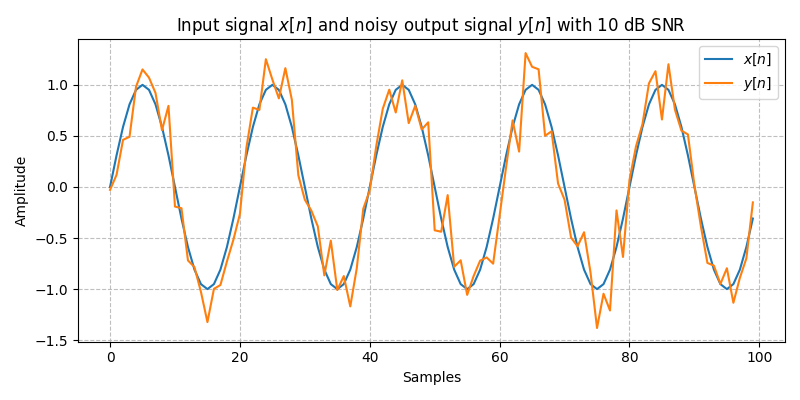 Input signal x[n] and noisy output signal y[n] with 10 dB SNR
x[n]
y[n]
Amplitude
1.0
0.5
0.0
−0.5
−1.0
−1.5
0 20 40 60 80 100
Samples